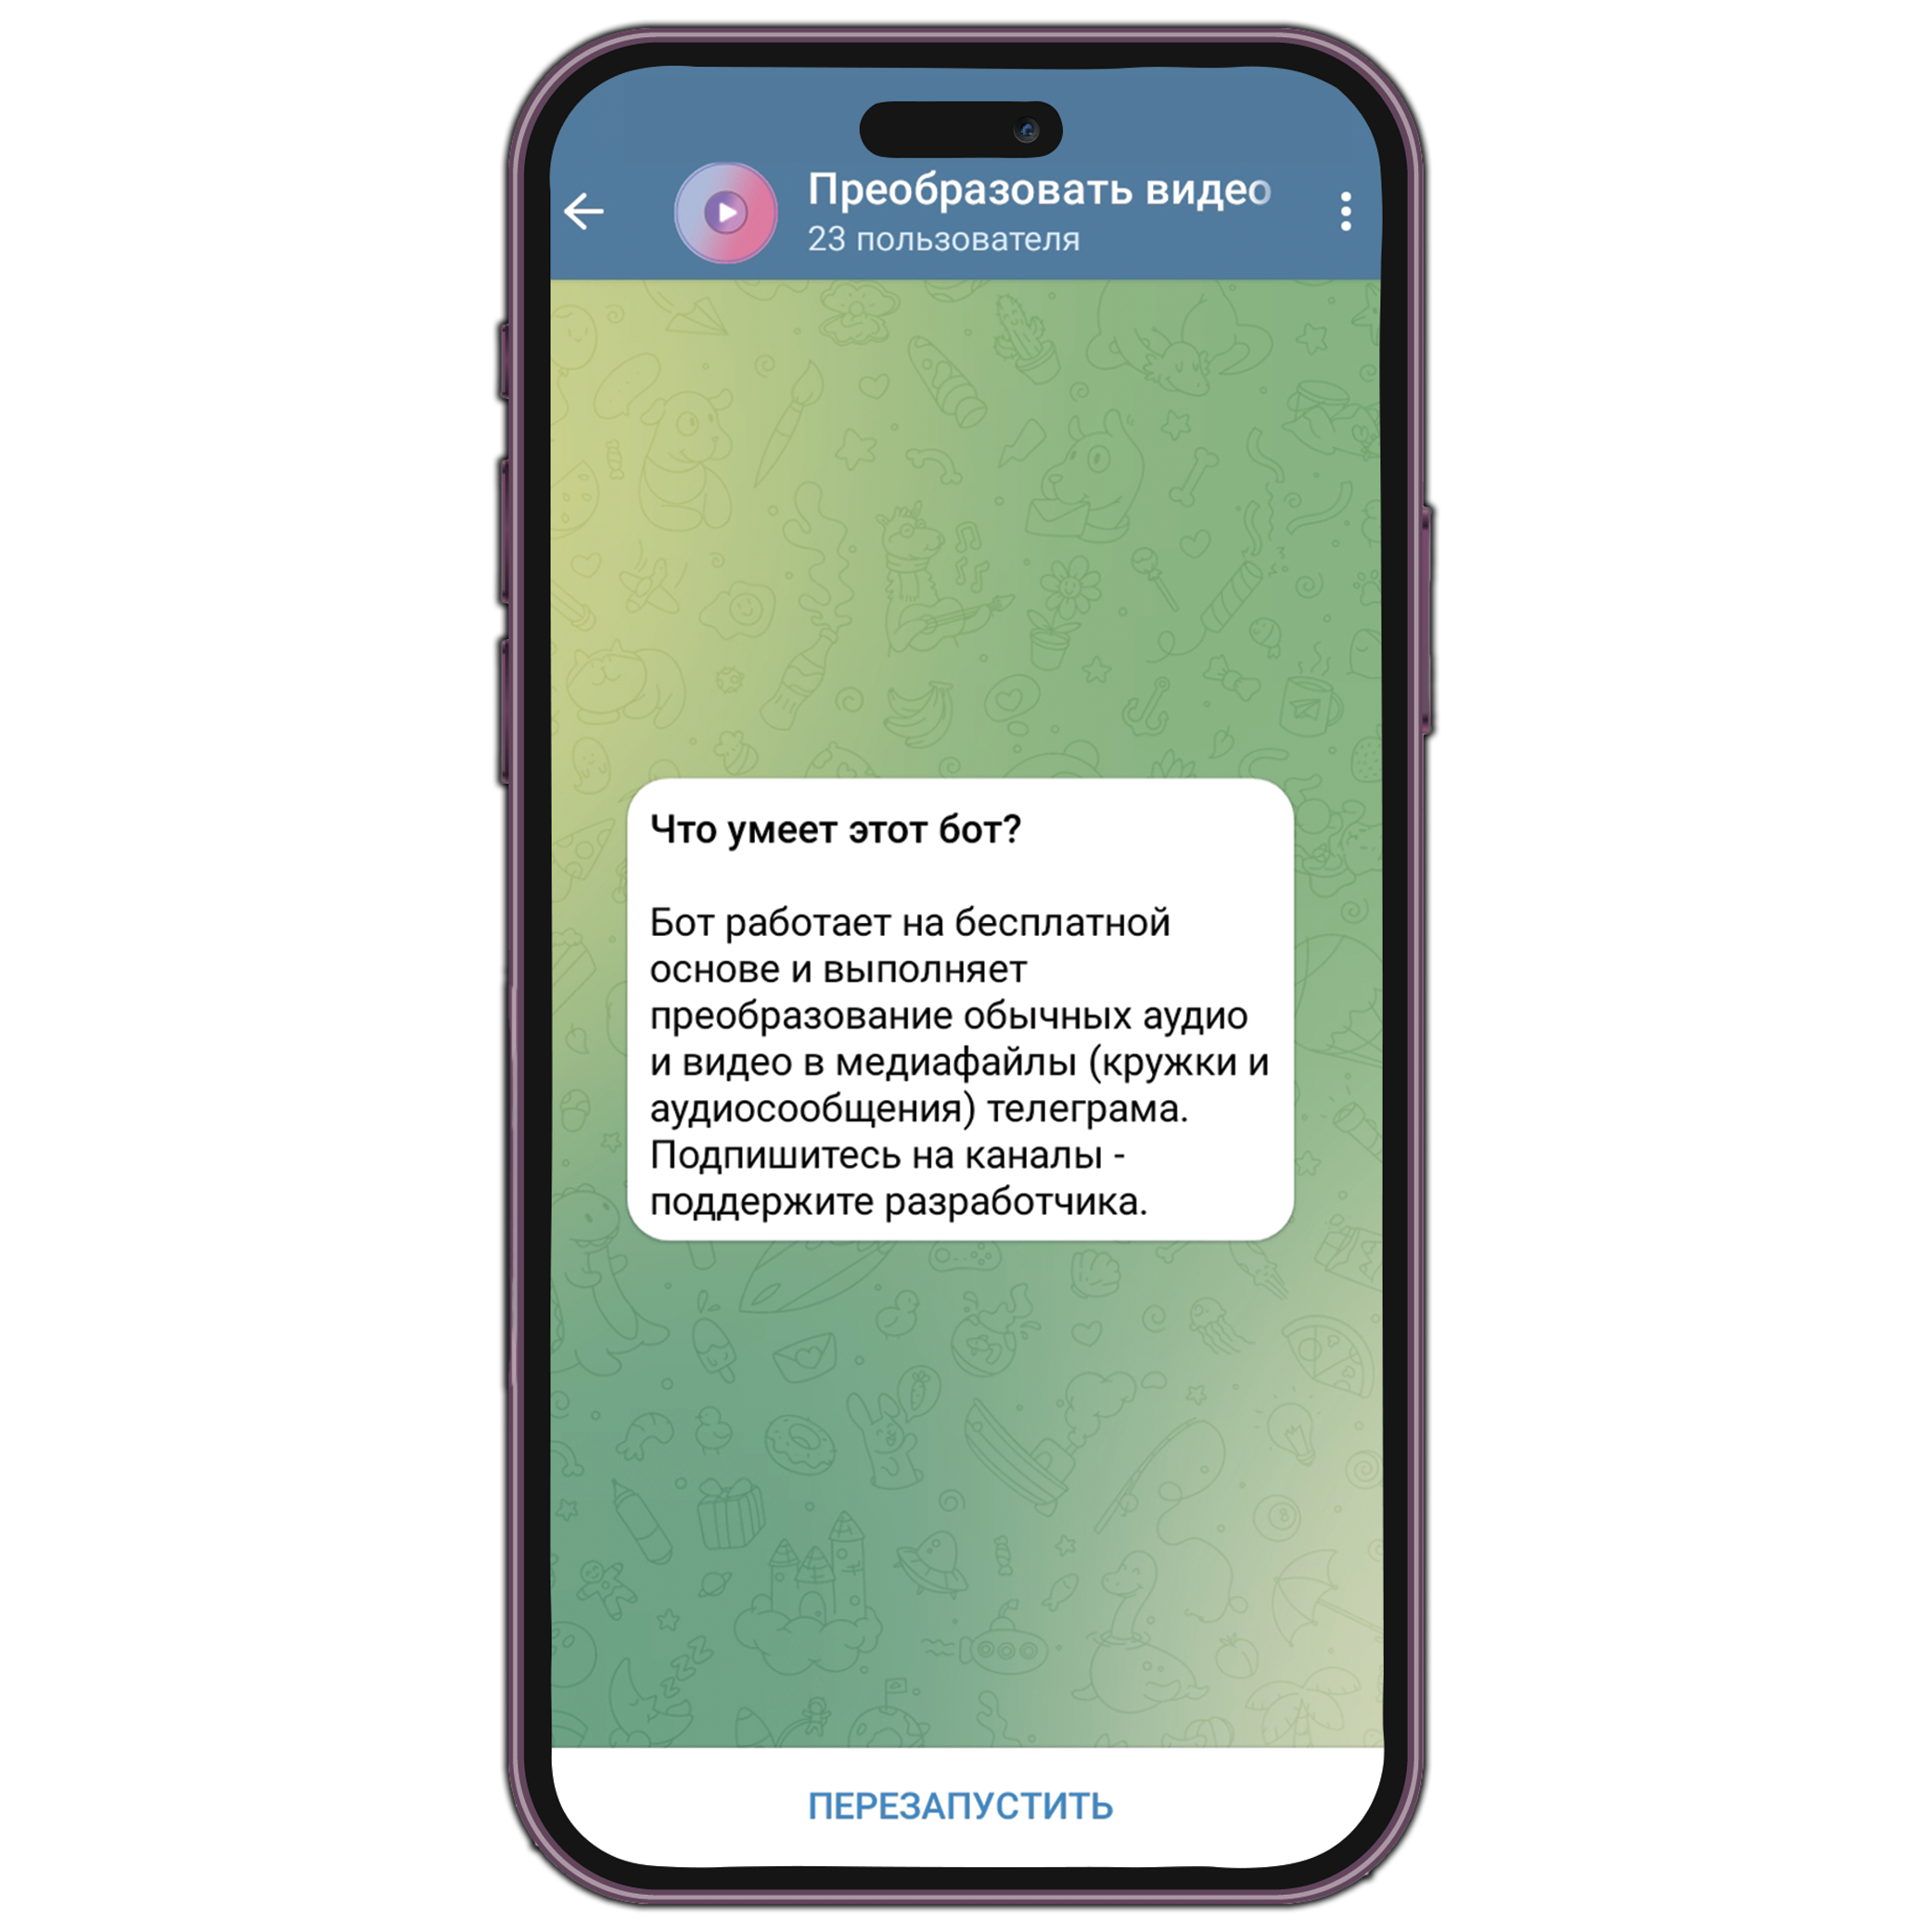 Преобразовать видео
23 пользователя
Что умеет этот бот?
Бот работает на бесплатной
основе и выполняет
преобразование обычных аудио
и видео в медиафайлы (кружки и
аудиосообщения) телеграма.
Подпишитесь на каналы -
поддержите разработчика.
ПЕРЕЗАПУСТИТЬ